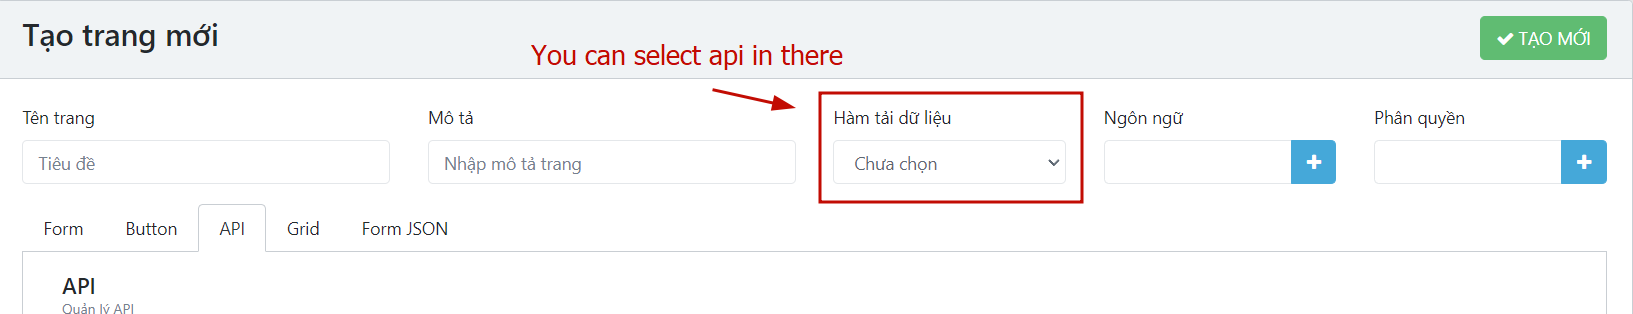 Tạo trang mới
You can select api in there
TẠO MỚI
Tên trang
Mô tả
Hàm tải dữ liệu
Ngôn ngữ
Phân quyền
Tiêu đề
Nhập mô tả trang
Chưa chọn
Form
Button
API
Grid
Form JSON
API
Quản lý API